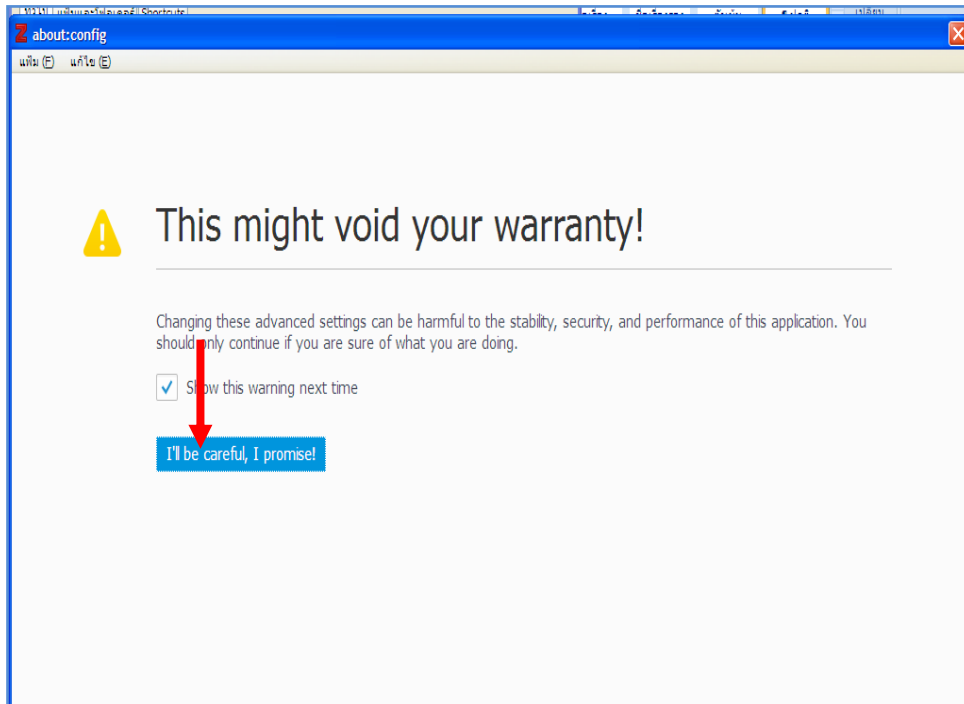 Shortcuts
Z about:config
แฟ้ม (F) แก้ไข (E)
This might void your warranty!
Changing these advanced settings can be harmful to the stability, security, and performance of this application. You
should only continue if you are sure of what you are doing.
Show this warning next time
I'll be careful, I promise!